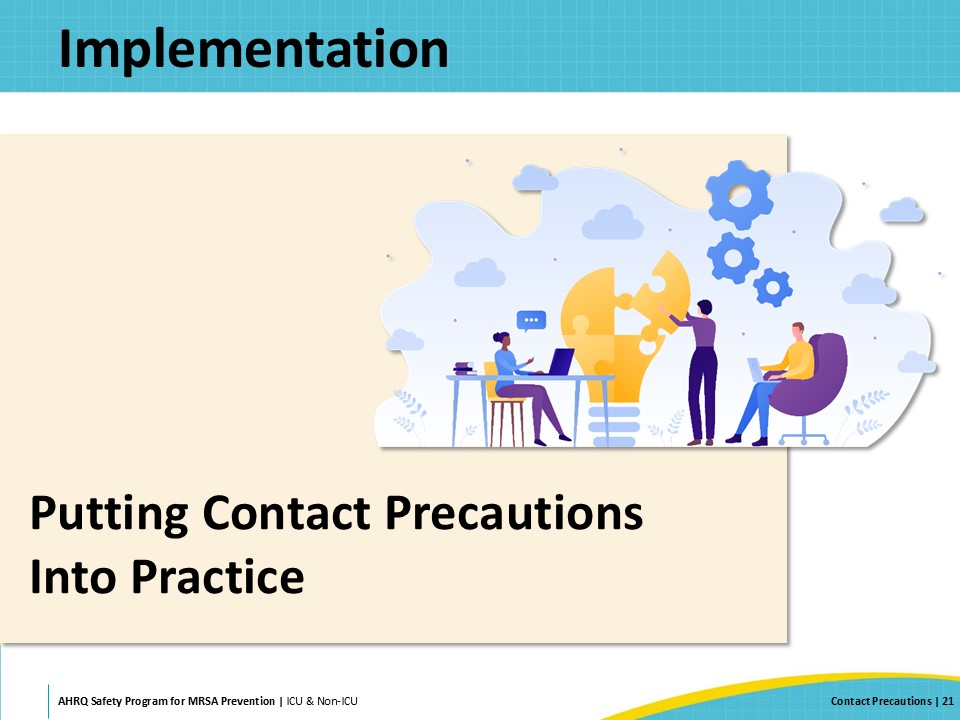 Implementation
Putting Contact Precautions
Into Practice
AHRQ Safety Program for MRSA Prevention | ICU & Non-ICU
Contact Precautions | 21